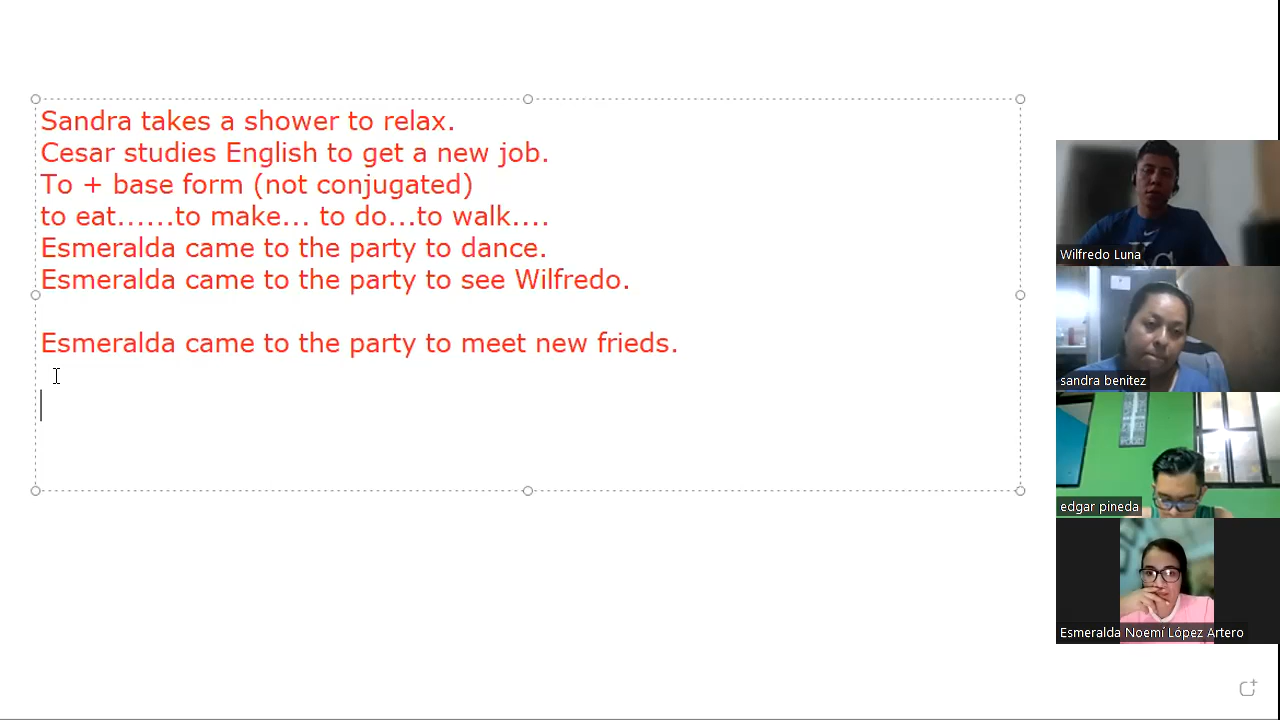 Sandra takes a shower to relax.
Cesar studies English to get a new job.
To + base form (not conjugated)
to eat......to make... to do...to walk....
Esmeralda came to the party to dance.
Esmeralda came to the party to see Wilfredo.
Esmeralda came to the party to meet new frieds.
Wilfredo Luna
sandra benitez
edgar pineda
Esmeralda Noemí López Artero